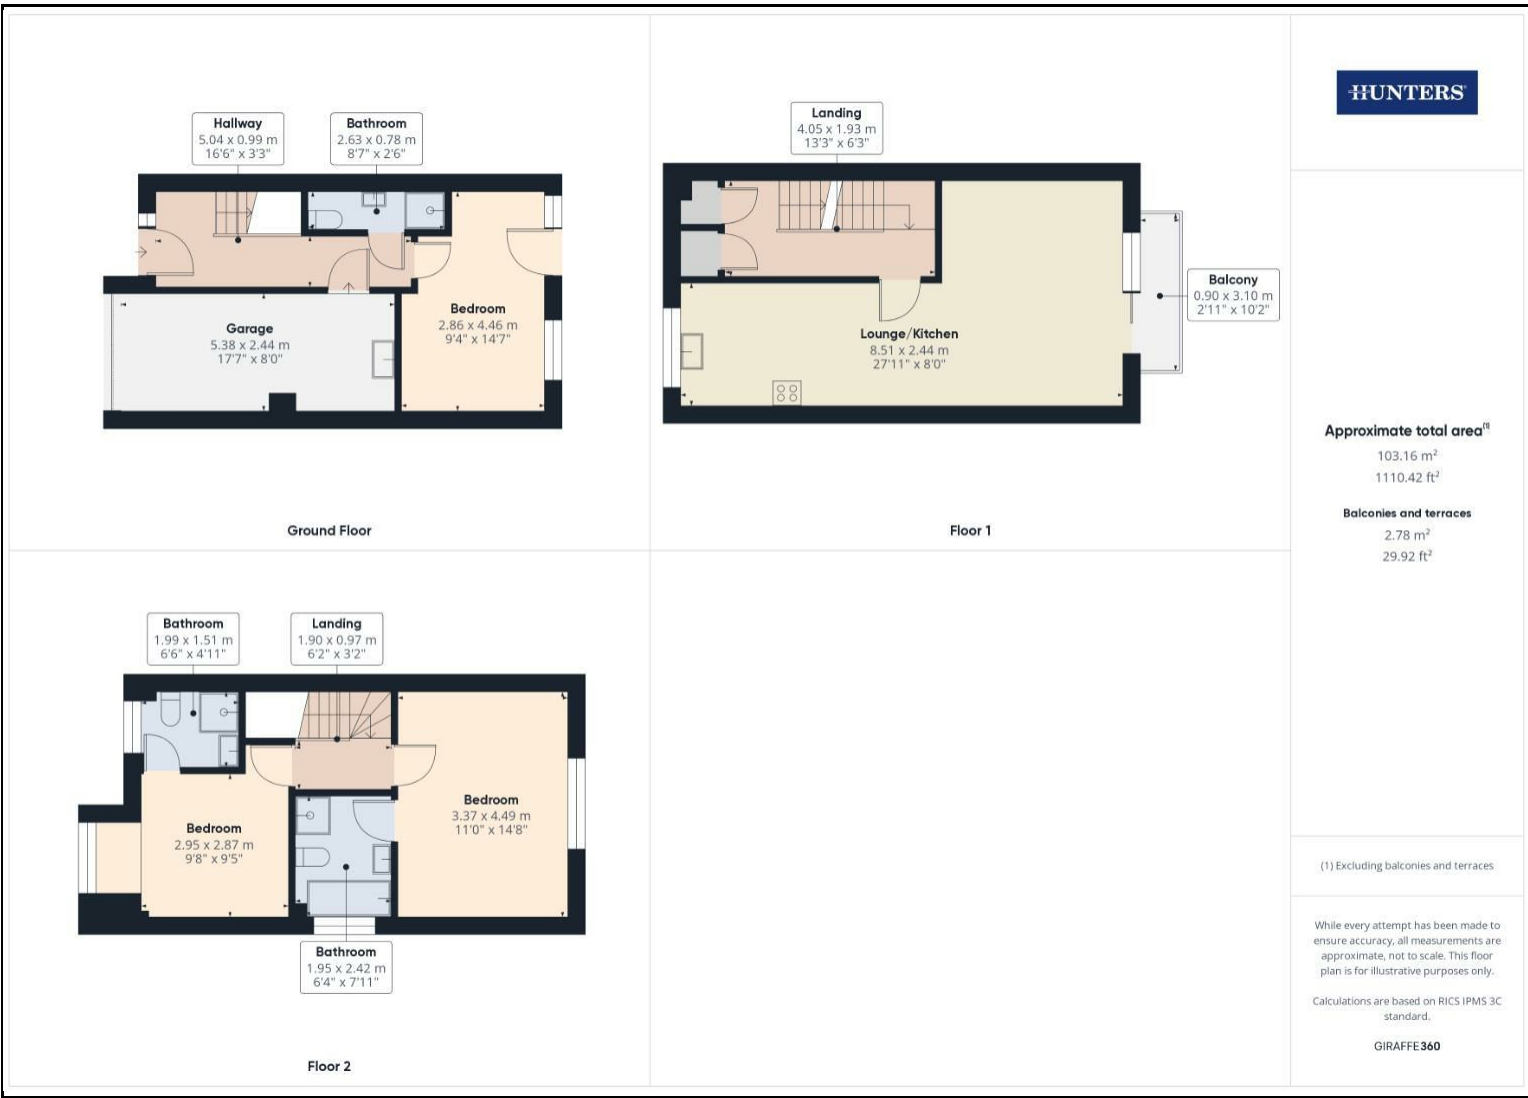 Hallway
5.04 x 0.99 m
16'6" x 3'3"
Bathroom
2.63 x 0.78 m
8'7" x 2'6"
Bedroom
2.86 x 4.46 m
9'4" x 14'7"
Garage
5.38 x 2.44 m
17'7" x 8'0"
Ground Floor
Landing
4.05 x 1.93 m
13'3" x 6'3"
Balcony
0.90 x 3.10 m
2'11" x 10'2"
Lounge/Kitchen
8.51 x 2.44 m
27'11" x 8'0"
Floor 1
Bathroom
1.99 x 1.51 m
6'6" x 4'11"
Landing
1.90 x 0.97 m
6'2" x 3'2"
Bedroom
3.37 x 4.49 m
11'0" x 14'8"
Bedroom
2.95 x 2.87 m
9'8" x 9'5"
Bathroom
1.95 x 2.42 m
6'4" x 7'11"
Floor 2
HUNTERS
Approximate total area⁽¹⁾
103.16 m²
1110.42 ft²
Balconies and terraces
2.78 m²
29.92 ft²
(1) Excluding balconies and terraces
While every attempt has been made to
ensure accuracy, all measurements are
approximate, not to scale. This floor
plan is for illustrative purposes only.
Calculations are based on RICS IPMS 3C
standard.
GIRAFFE360